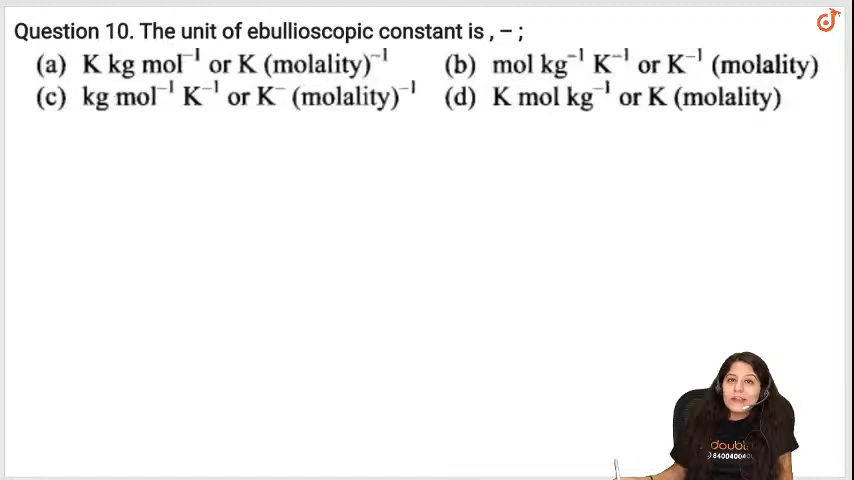 Question 10. The unit of ebullioscopic constant is , – ;
(a) K kg mol⁻¹ or K (molality)⁻¹ (b) mol kg⁻¹ K⁻¹ or K⁻¹ (molality)
(c) kg mol⁻¹ K⁻¹ or K⁻ (molality)⁻¹ (d) K mol kg⁻¹ or K (molality)
doubt